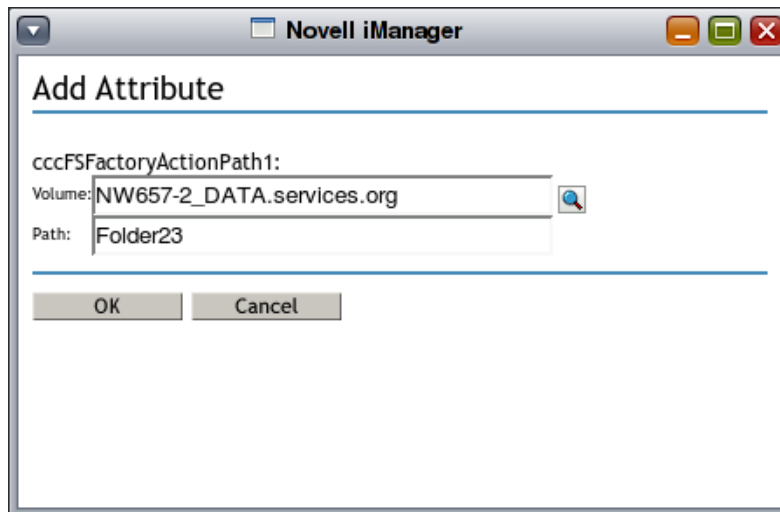 Novell iManager
Add Attribute
cccFSFactoryActionPath1:
Volume: NW657-2_DATA.services.org
Path: Folder23
OK Cancel